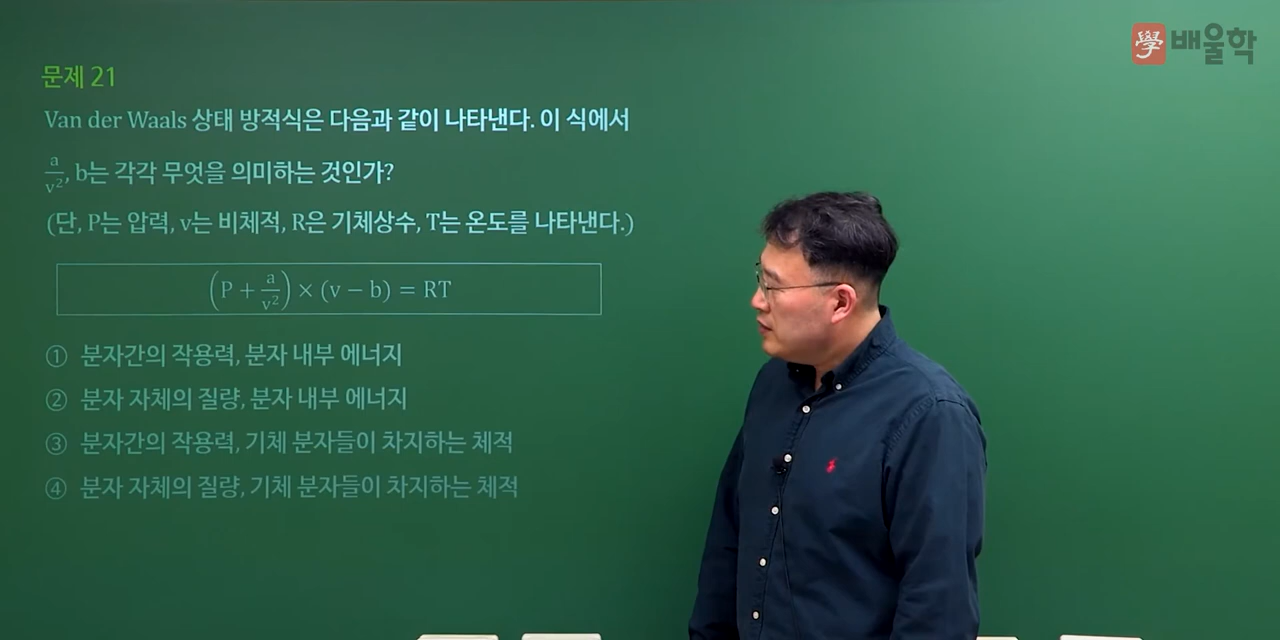 學 배울학
문제 21
Van der Waals 상태 방적식은 다음과 같이 나타낸다. 이 식에서
a/v², b는 각각 무엇을 의미하는 것인가?
(단, P는 압력, v는 비체적, R은 기체상수, T는 온도를 나타낸다.)
(P + a/v²) × (v − b) = RT
① 분자간의 작용력, 분자 내부 에너지
② 분자 자체의 질량, 분자 내부 에너지
③ 분자간의 작용력, 기체 분자들이 차지하는 체적
④ 분자 자체의 질량, 기체 분자들이 차지하는 체적